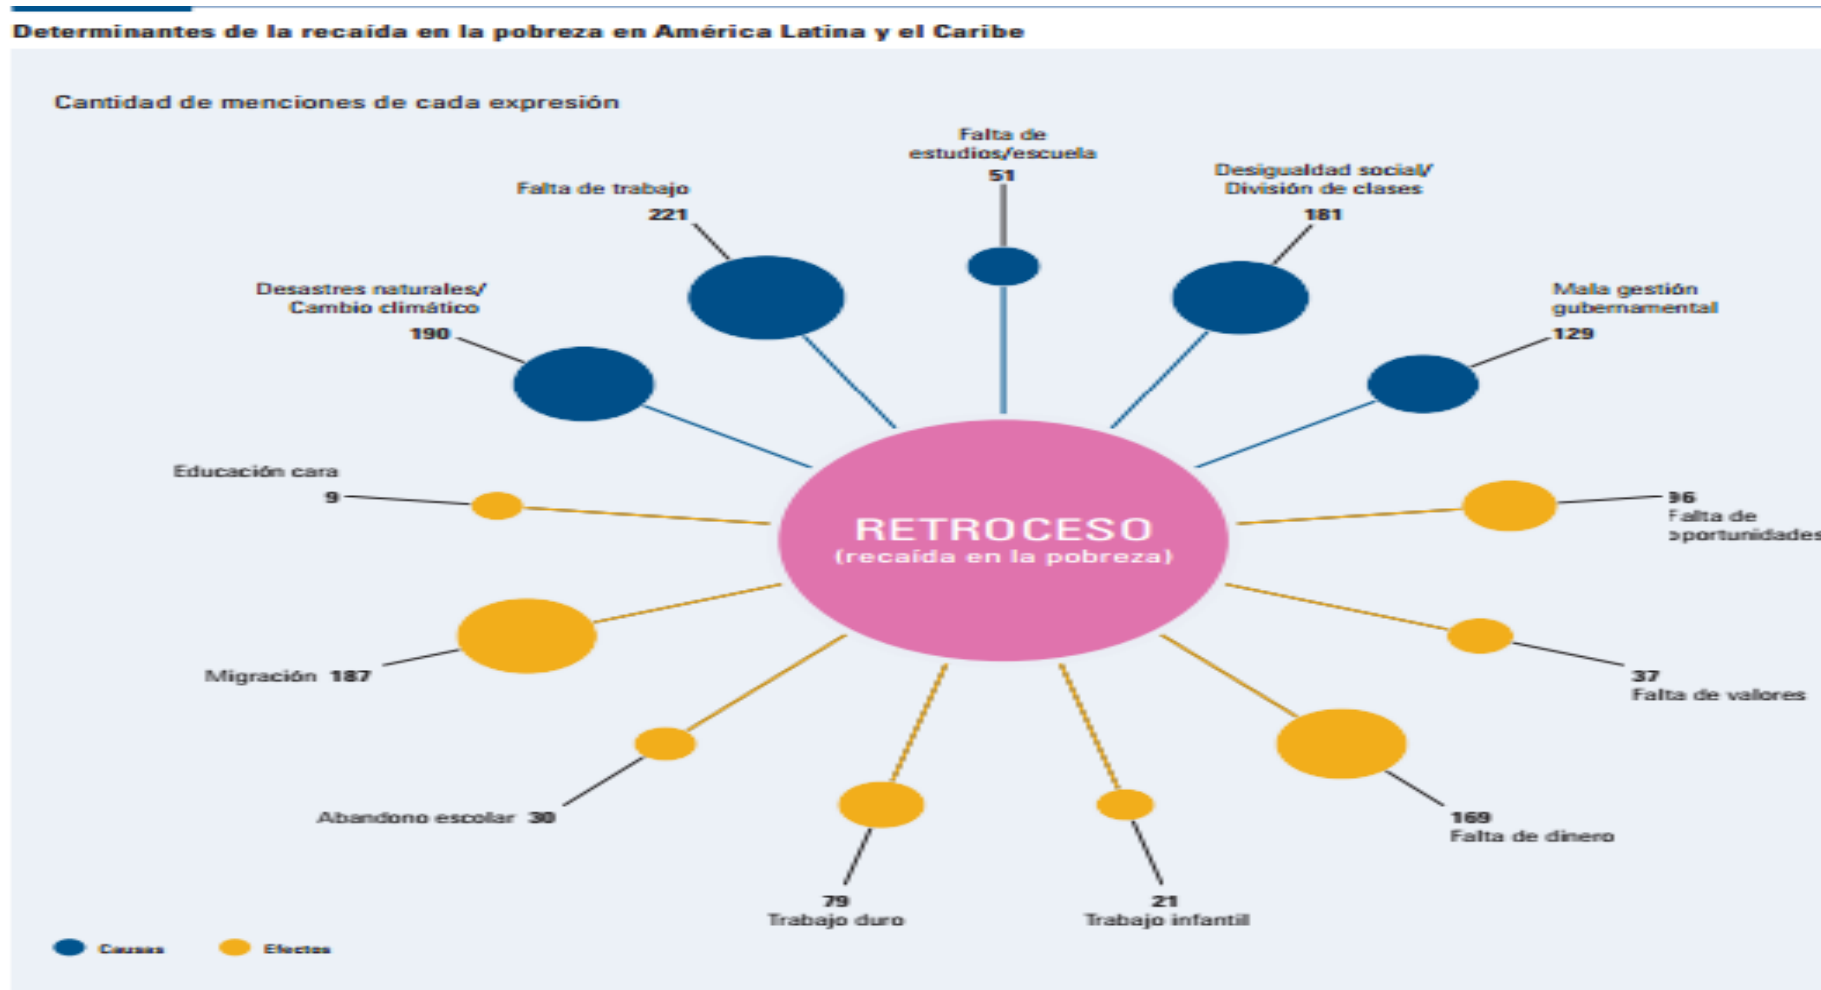 Determinantes de la recaída en la pobreza en América Latina y el Caribe
Cantidad de menciones de cada expresión
Falta de
estudios/escuela
51
Desigualdad social/
División de clases
181
Falta de trabajo
221
Desastres naturales/
Cambio climático
190
Mala gestión
gubernamental
129
Educación cara
9
96
Falta de
oportunidades
RETROCESO
(recaída en la pobreza)
Migración 187
37
Falta de valores
Abandono escolar 30
169
Falta de dinero
79
Trabajo duro
21
Trabajo infantil
Causas
Efectos